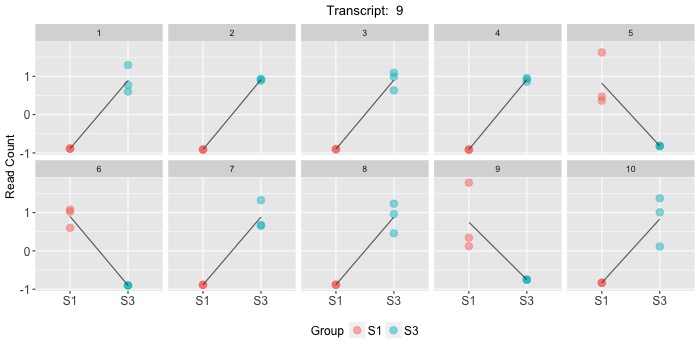 Transcript: 9
1 2 3 4 5
1
0
-1
Read Count
6 7 8 9 10
1
0
-1
S1 S3 S1 S3 S1 S3 S1 S3 S1 S3
Group S1 S3